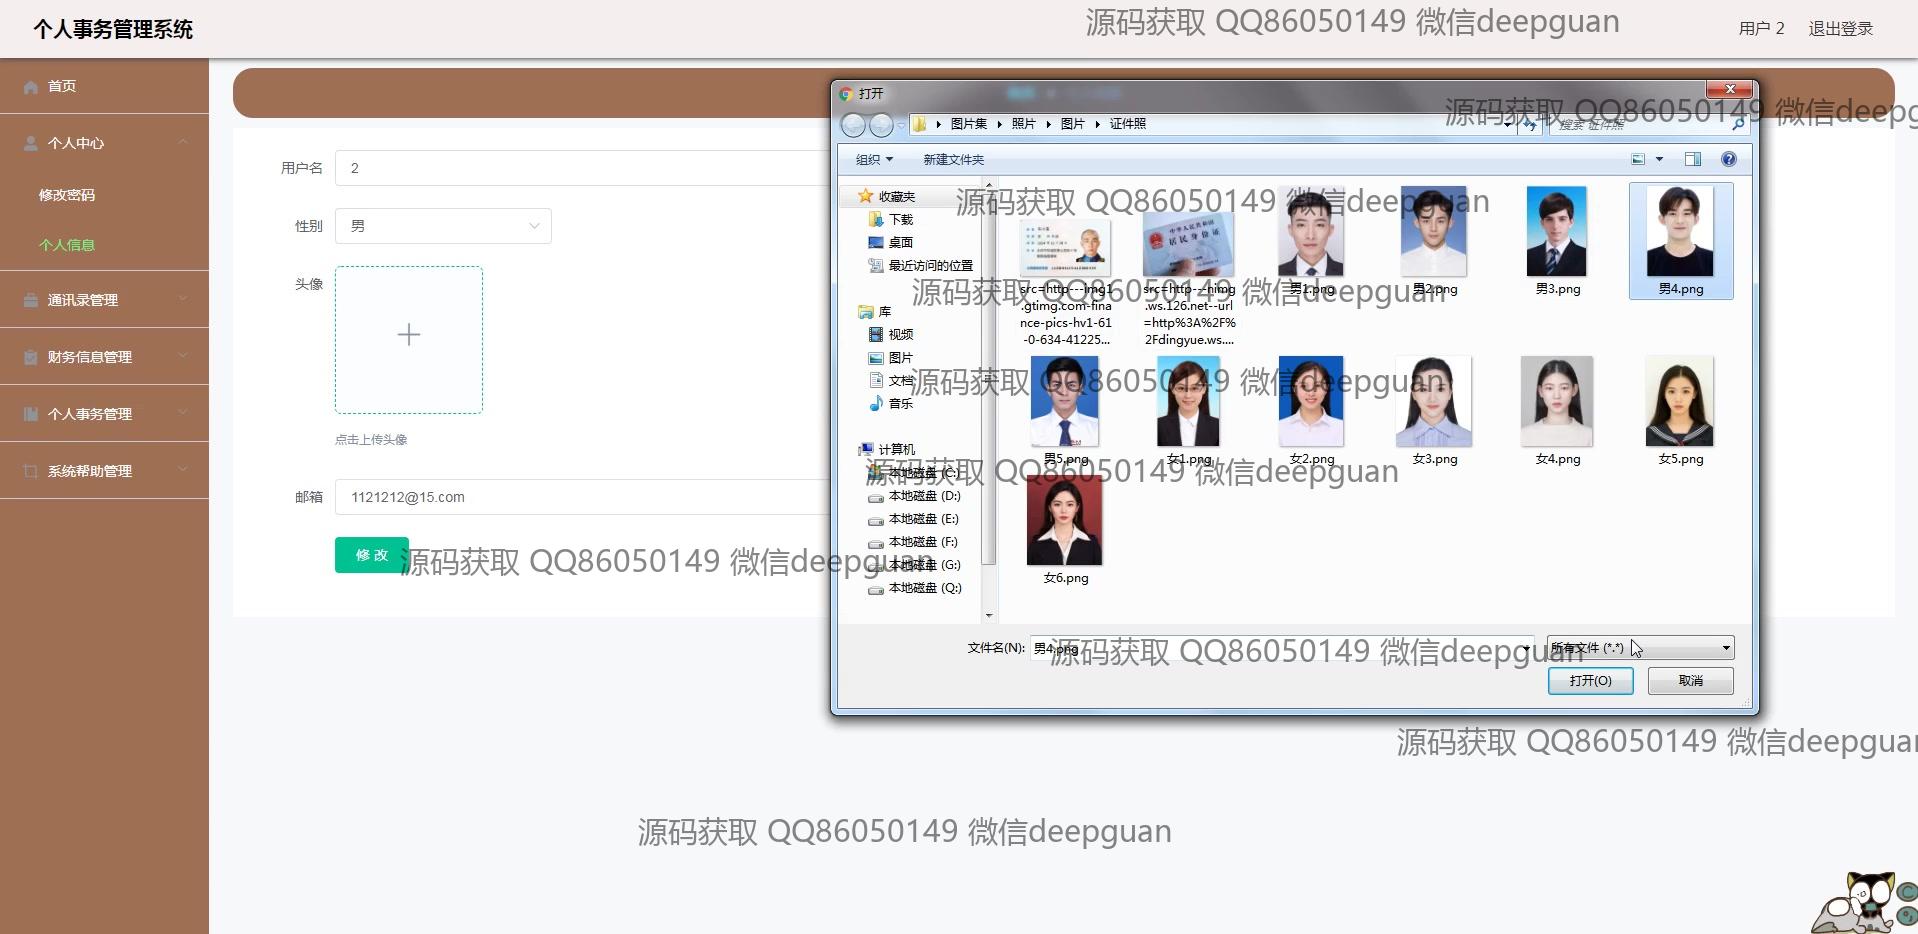 个人事务管理系统
源码获取 QQ86050149 微信deepguan
用户 2
退出登录
首页
个人中心
修改密码
个人信息
通讯录管理
财务信息管理
个人事务管理
系统帮助管理
用户名
2
性别
男
头像
点击上传头像
邮箱
1121212@15.com
修 改
源码获取 QQ86050149 微信deepguan
打开
源码获取 QQ86050149 微信deepg
图片集
照片
图片
证件照
搜索 证件照
组织
新建文件夹
收藏夹
下载
桌面
最近访问的位置
库
视频
图片
文档
音乐
计算机
本地磁盘 (C:)
本地磁盘 (D:)
本地磁盘 (E:)
本地磁盘 (F:)
本地磁盘 (G:)
本地磁盘 (Q:)
源码获取 QQ86050149 微信deepguan
src=http---img1
.gtimg.com-fina
nce-pics-hv1-61
-0-634-41225...
src=http---nimg
.ws.126.net--url
=http%3A%2F%
2Fdingyue.ws....
男1.png
男2.png
男3.png
男4.png
源码获取 QQ86050149 微信deepguan
源码获取 QQ86050149 微信deepguan
男5.png
女1.png
女2.png
女3.png
女4.png
女5.png
源码获取 QQ86050149 微信deepguan
女6.png
文件名(N):
男4.png
源码获取 QQ86050149 微信deepguan
所有文件 (*.*)
打开(O)
取消
源码获取 QQ86050149 微信deepguan
源码获取 QQ86050149 微信deepguan